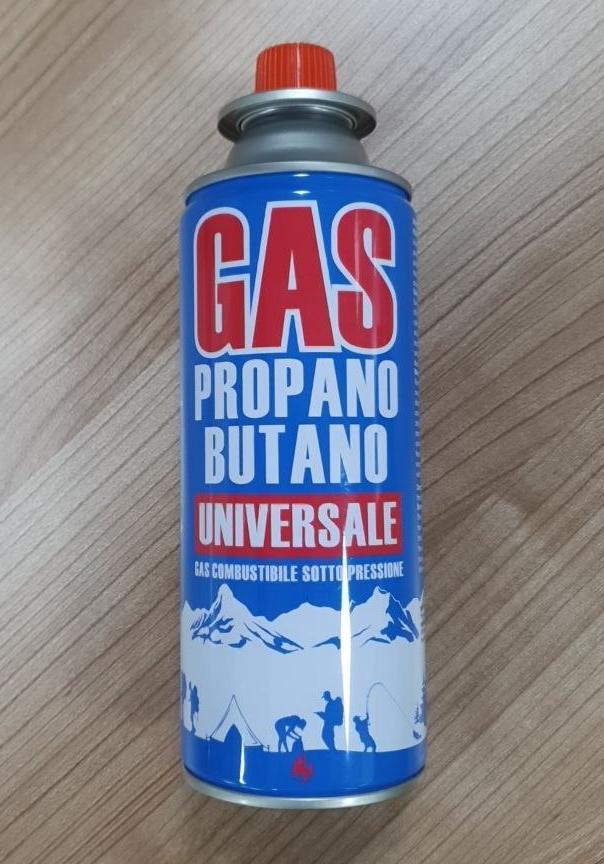 GAS
PROPANO
BUTANO
UNIVERSALE
GAS COMBUSTIBILE SOTTO PRESSIONE